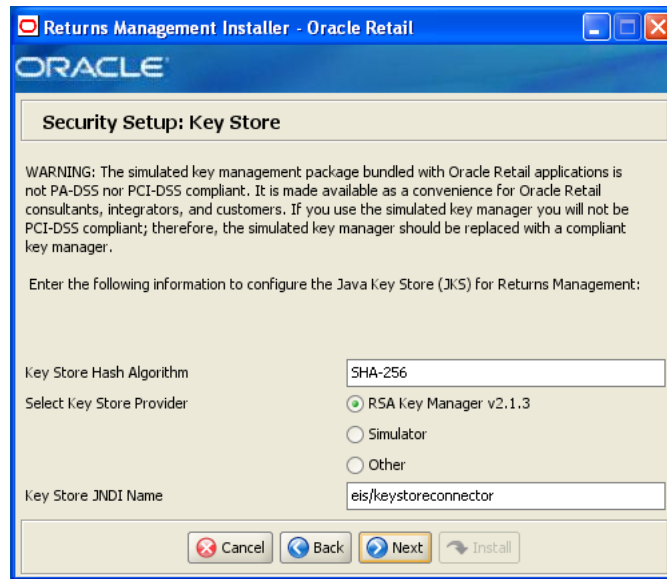 Returns Management Installer - Oracle Retail
ORACLE
Security Setup: Key Store
WARNING: The simulated key management package bundled with Oracle Retail applications is
not PA-DSS nor PCI-DSS compliant. It is made available as a convenience for Oracle Retail
consultants, integrators, and customers. If you use the simulated key manager you will not be
PCI-DSS compliant; therefore, the simulated key manager should be replaced with a compliant
key manager.
Enter the following information to configure the Java Key Store (JKS) for Returns Management:
Key Store Hash Algorithm SHA-256
Select Key Store Provider RSA Key Manager v2.1.3
Simulator
Other
Key Store JNDI Name eis/keystoreconnector
Cancel Back Next Install